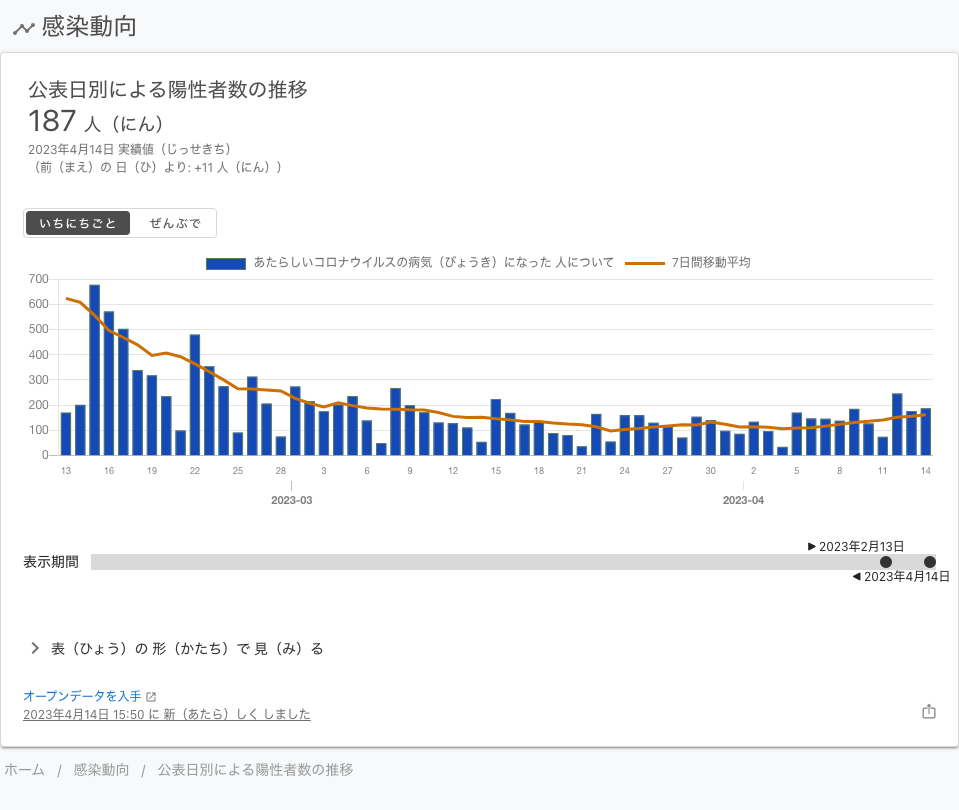 感染動向
公表日別による陽性者数の推移
187 人（にん）
2023年4月14日 実績値（じっせきち）
（前（まえ）の 日（ひ）より: +11 人（にん））
いちにちごと ぜんぶで
あたらしいコロナウイルスの病気（びょうき）になった 人について 7日間移動平均
700
600
500
400
300
200
100
0
13 16 19 22 25 28 3 6 9 12 15 18 21 24 27 30 2 5 8 11 14
2023-03 2023-04
▶ 2023年2月13日
表示期間
◀ 2023年4月14日
表（ひょう）の 形（かたち）で 見（み）る
オープンデータを入手
2023年4月14日 15:50 に 新（あたら）しく しました
ホーム / 感染動向 / 公表日別による陽性者数の推移